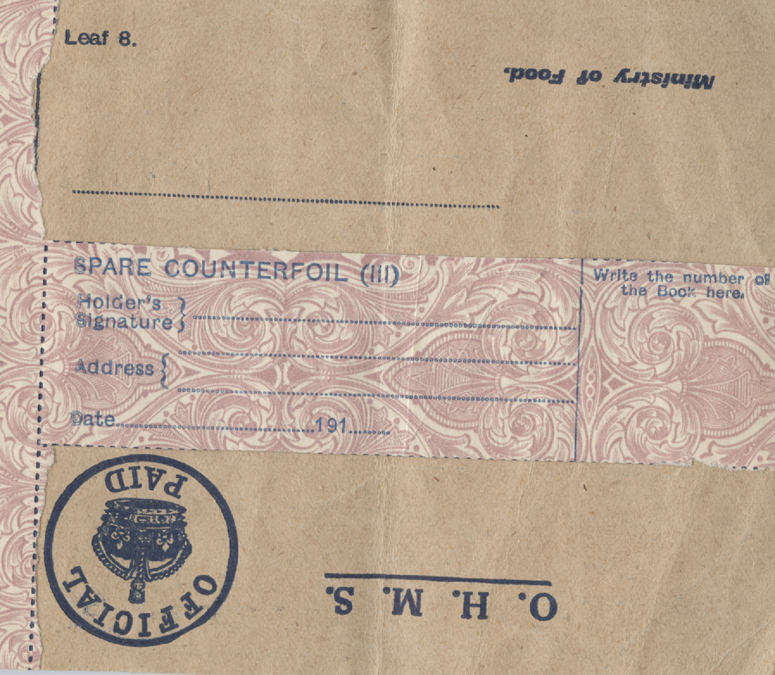 Leaf 8.
Ministry of Food.
SPARE COUNTERFOIL (III)
Holder's
Signature
Address
Date 191
Write the number of
the Book here.
OFFICIAL
PAID
O. H. M. S.